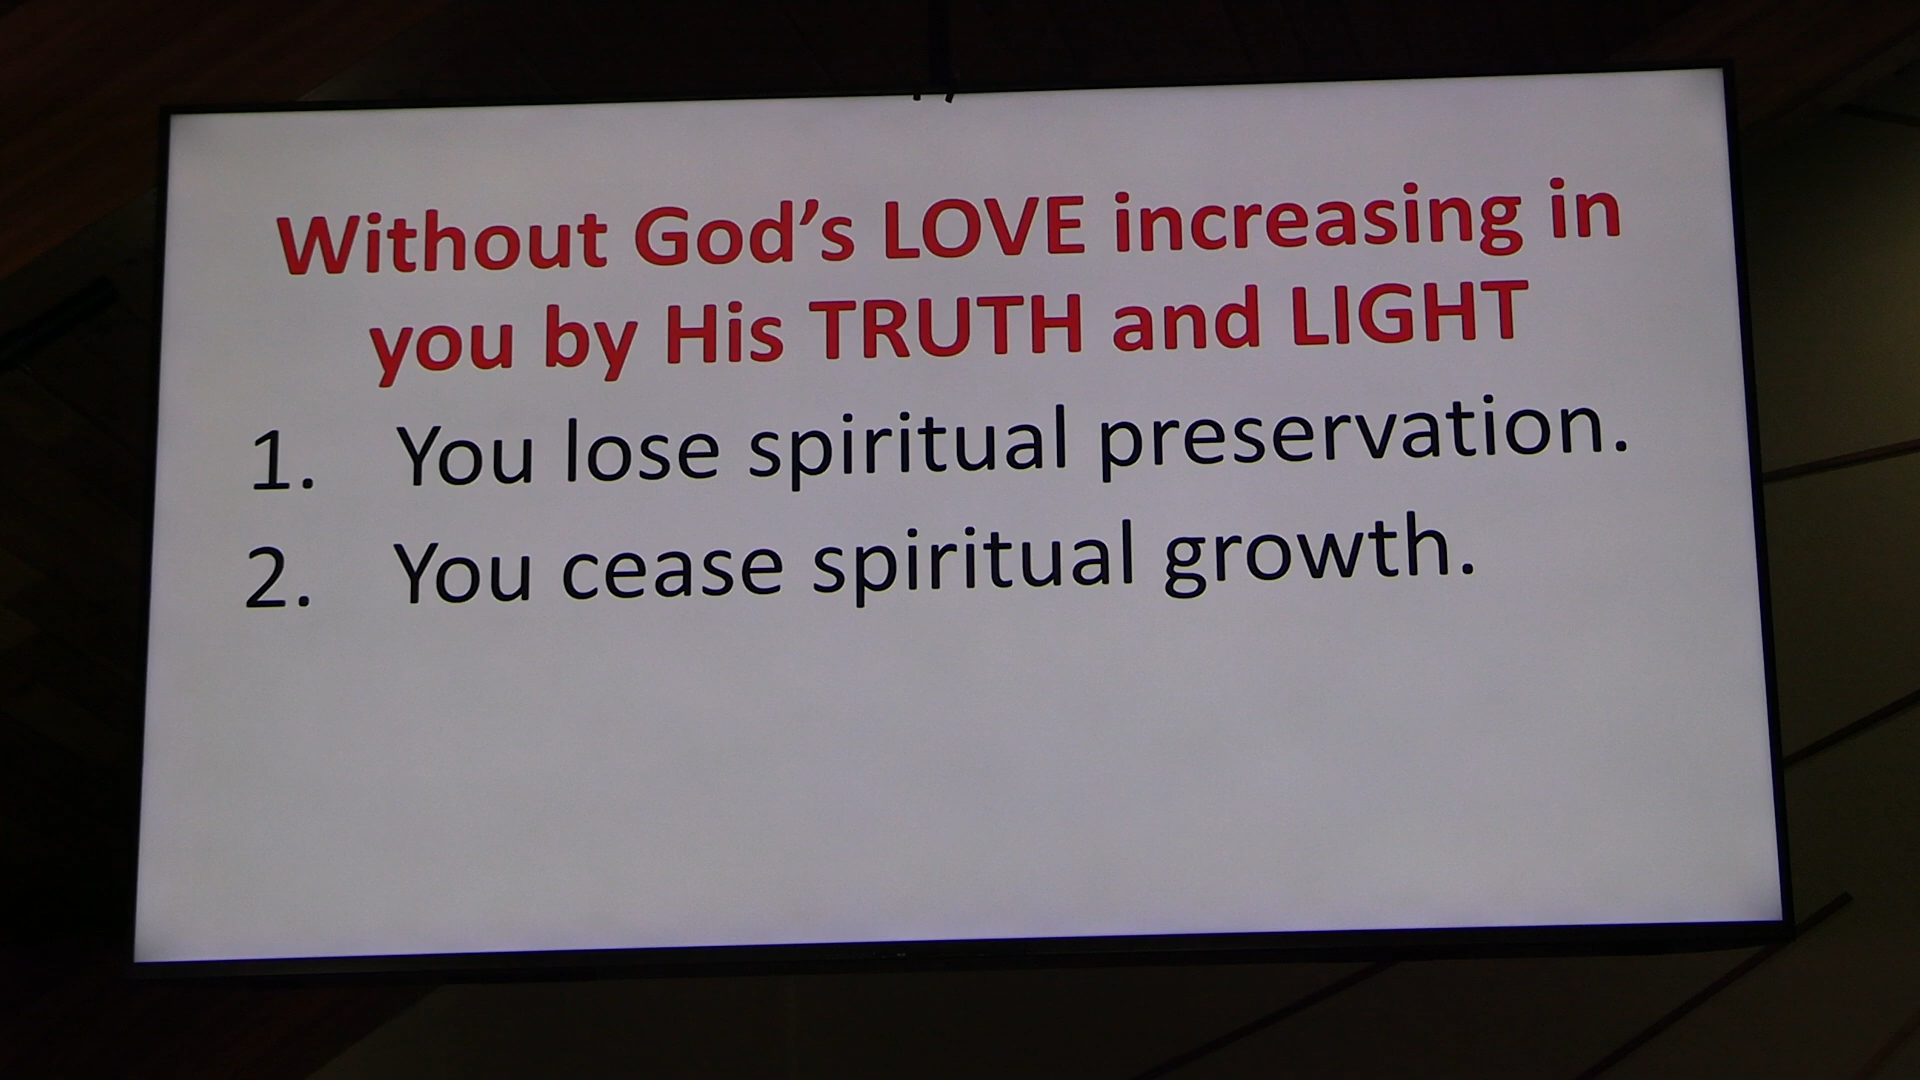 Without God's LOVE increasing in
you by His TRUTH and LIGHT
1. You lose spiritual preservation.
2. You cease spiritual growth.